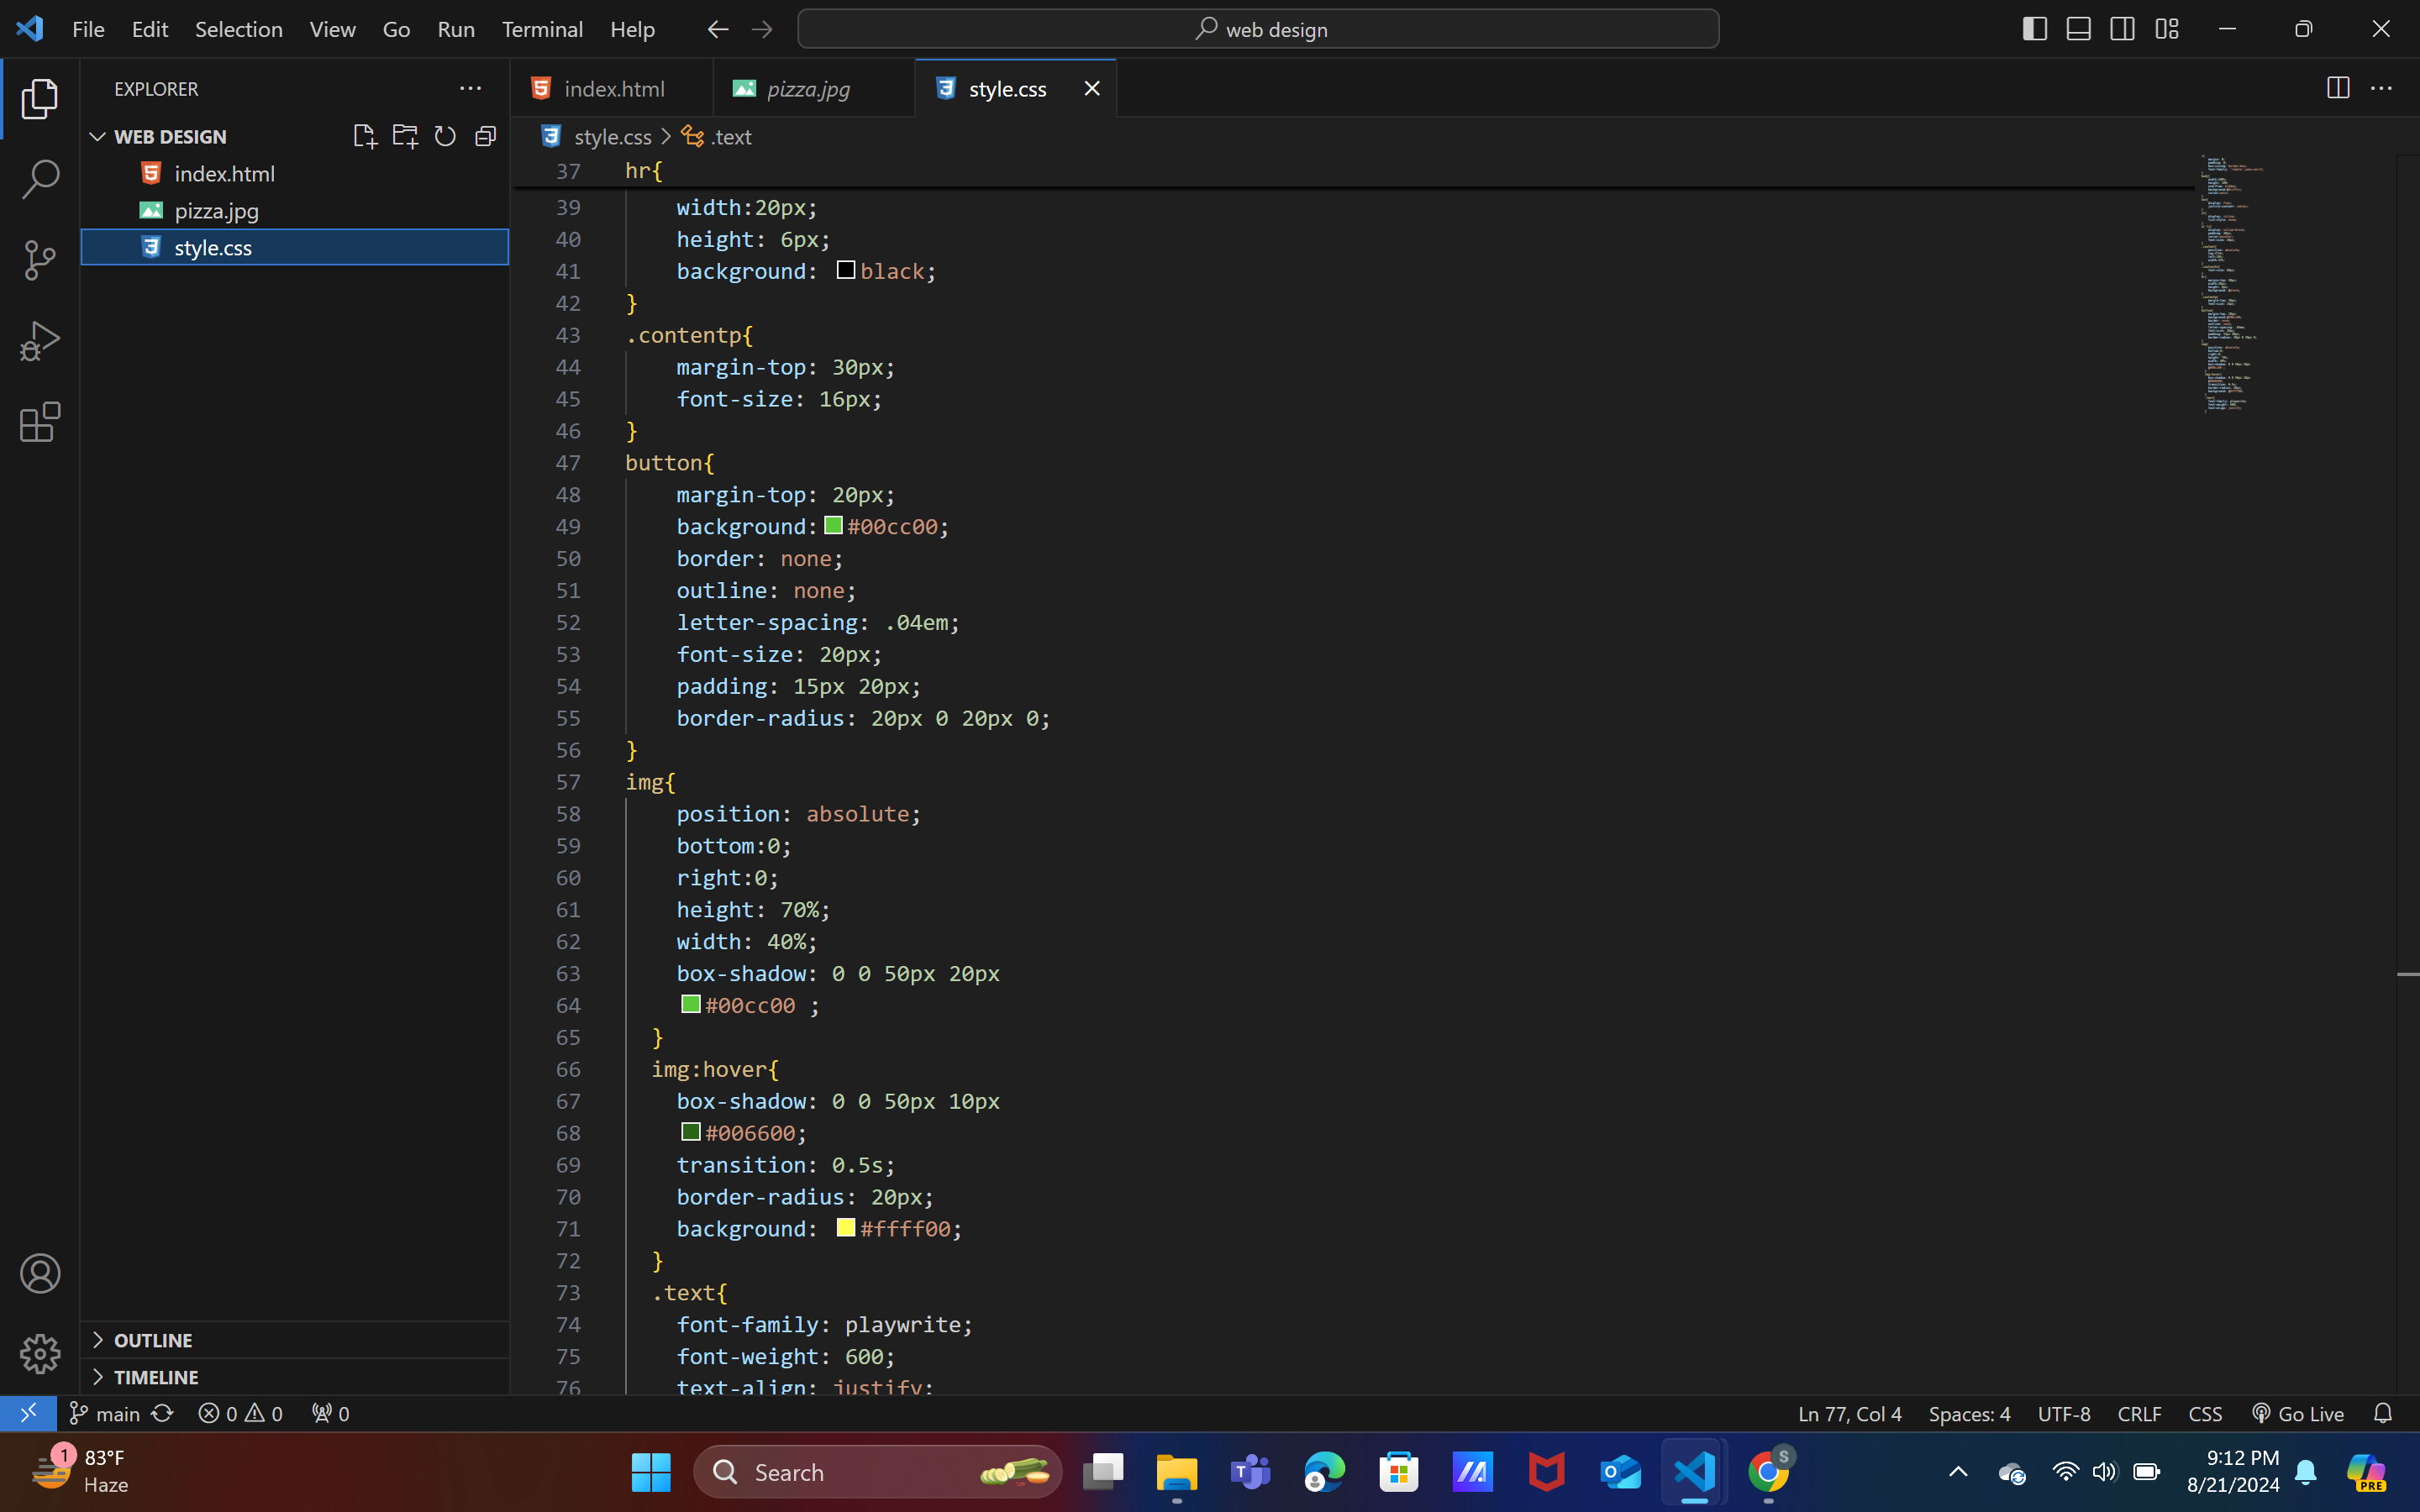 File Edit Selection View Go Run Terminal Help
web design
EXPLORER
WEB DESIGN
index.html
pizza.jpg
style.css
OUTLINE
TIMELINE
index.html
pizza.jpg
style.css
style.css > .text
37 hr{
39 width:20px;
40 height: 6px;
41 background: black;
42 }
43 .contentp{
44 margin-top: 30px;
45 font-size: 16px;
46 }
47 button{
48 margin-top: 20px;
49 background: #00cc00;
50 border: none;
51 outline: none;
52 letter-spacing: .04em;
53 font-size: 20px;
54 padding: 15px 20px;
55 border-radius: 20px 0 20px 0;
56 }
57 img{
58 position: absolute;
59 bottom:0;
60 right:0;
61 height: 70%;
62 width: 40%;
63 box-shadow: 0 0 50px 20px
64 #00cc00 ;
65 }
66 img:hover{
67 box-shadow: 0 0 50px 10px
68 #006600;
69 transition: 0.5s;
70 border-radius: 20px;
71 background: #ffff00;
72 }
73 .text{
74 font-family: playwrite;
75 font-weight: 600;
76 text-align: justify;
main 0 0 0
Ln 77, Col 4 Spaces: 4 UTF-8 CRLF CSS Go Live
1
83°F
Haze
Search
T
S
9:12 PM
8/21/2024
PRE